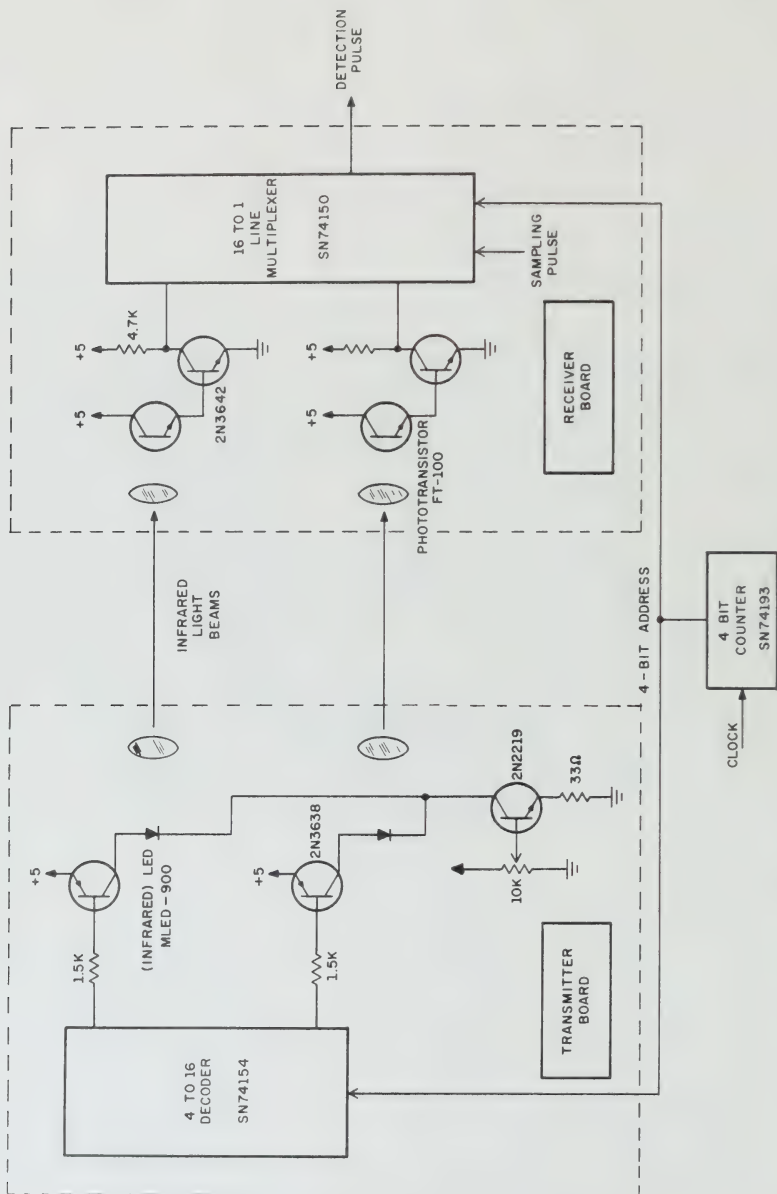 4 TO 16
DECODER
SN74154
1.5K
1.5K
+5
(INFRARED) LED
MLED-900
+5
2N3638
10K
2N2219
33Ω
TRANSMITTER
BOARD
INFRARED
LIGHT
BEAMS
+5
+5
4.7K
2N3642
+5
+5
PHOTOTRANSISTOR
FT-100
16 TO 1
LINE
MULTIPLEXER
SN74150
DETECTION
PULSE
SAMPLING
PULSE
RECEIVER
BOARD
4-BIT ADDRESS
CLOCK
4 BIT
COUNTER
SN74193